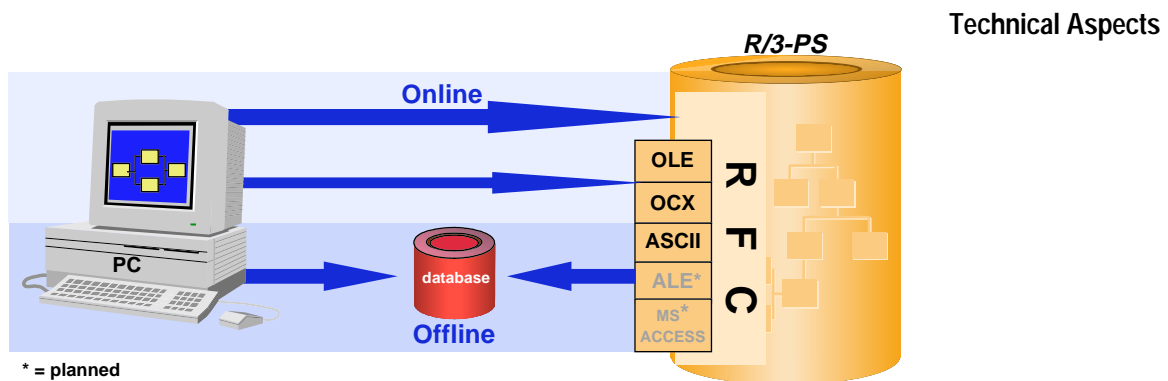 Technical Aspects
R/3-PS
Online
OLE
OCX
ASCII
ALE*
MS*
ACCESS
R F C
PC
database
Offline
* = planned